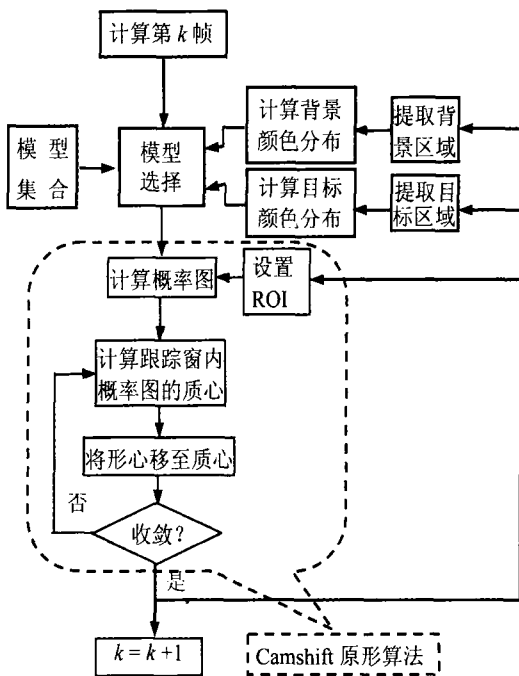 计算第 k 帧
计算背景
颜色分布
提取背
景区域
模型
集合
模型
选择
计算目标
颜色分布
提取目
标区域
计算概率图
设置
ROI
计算跟踪窗内
概率图的质心
将形心移至质心
否
收敛？
是
k = k +1
Camshift 原形算法